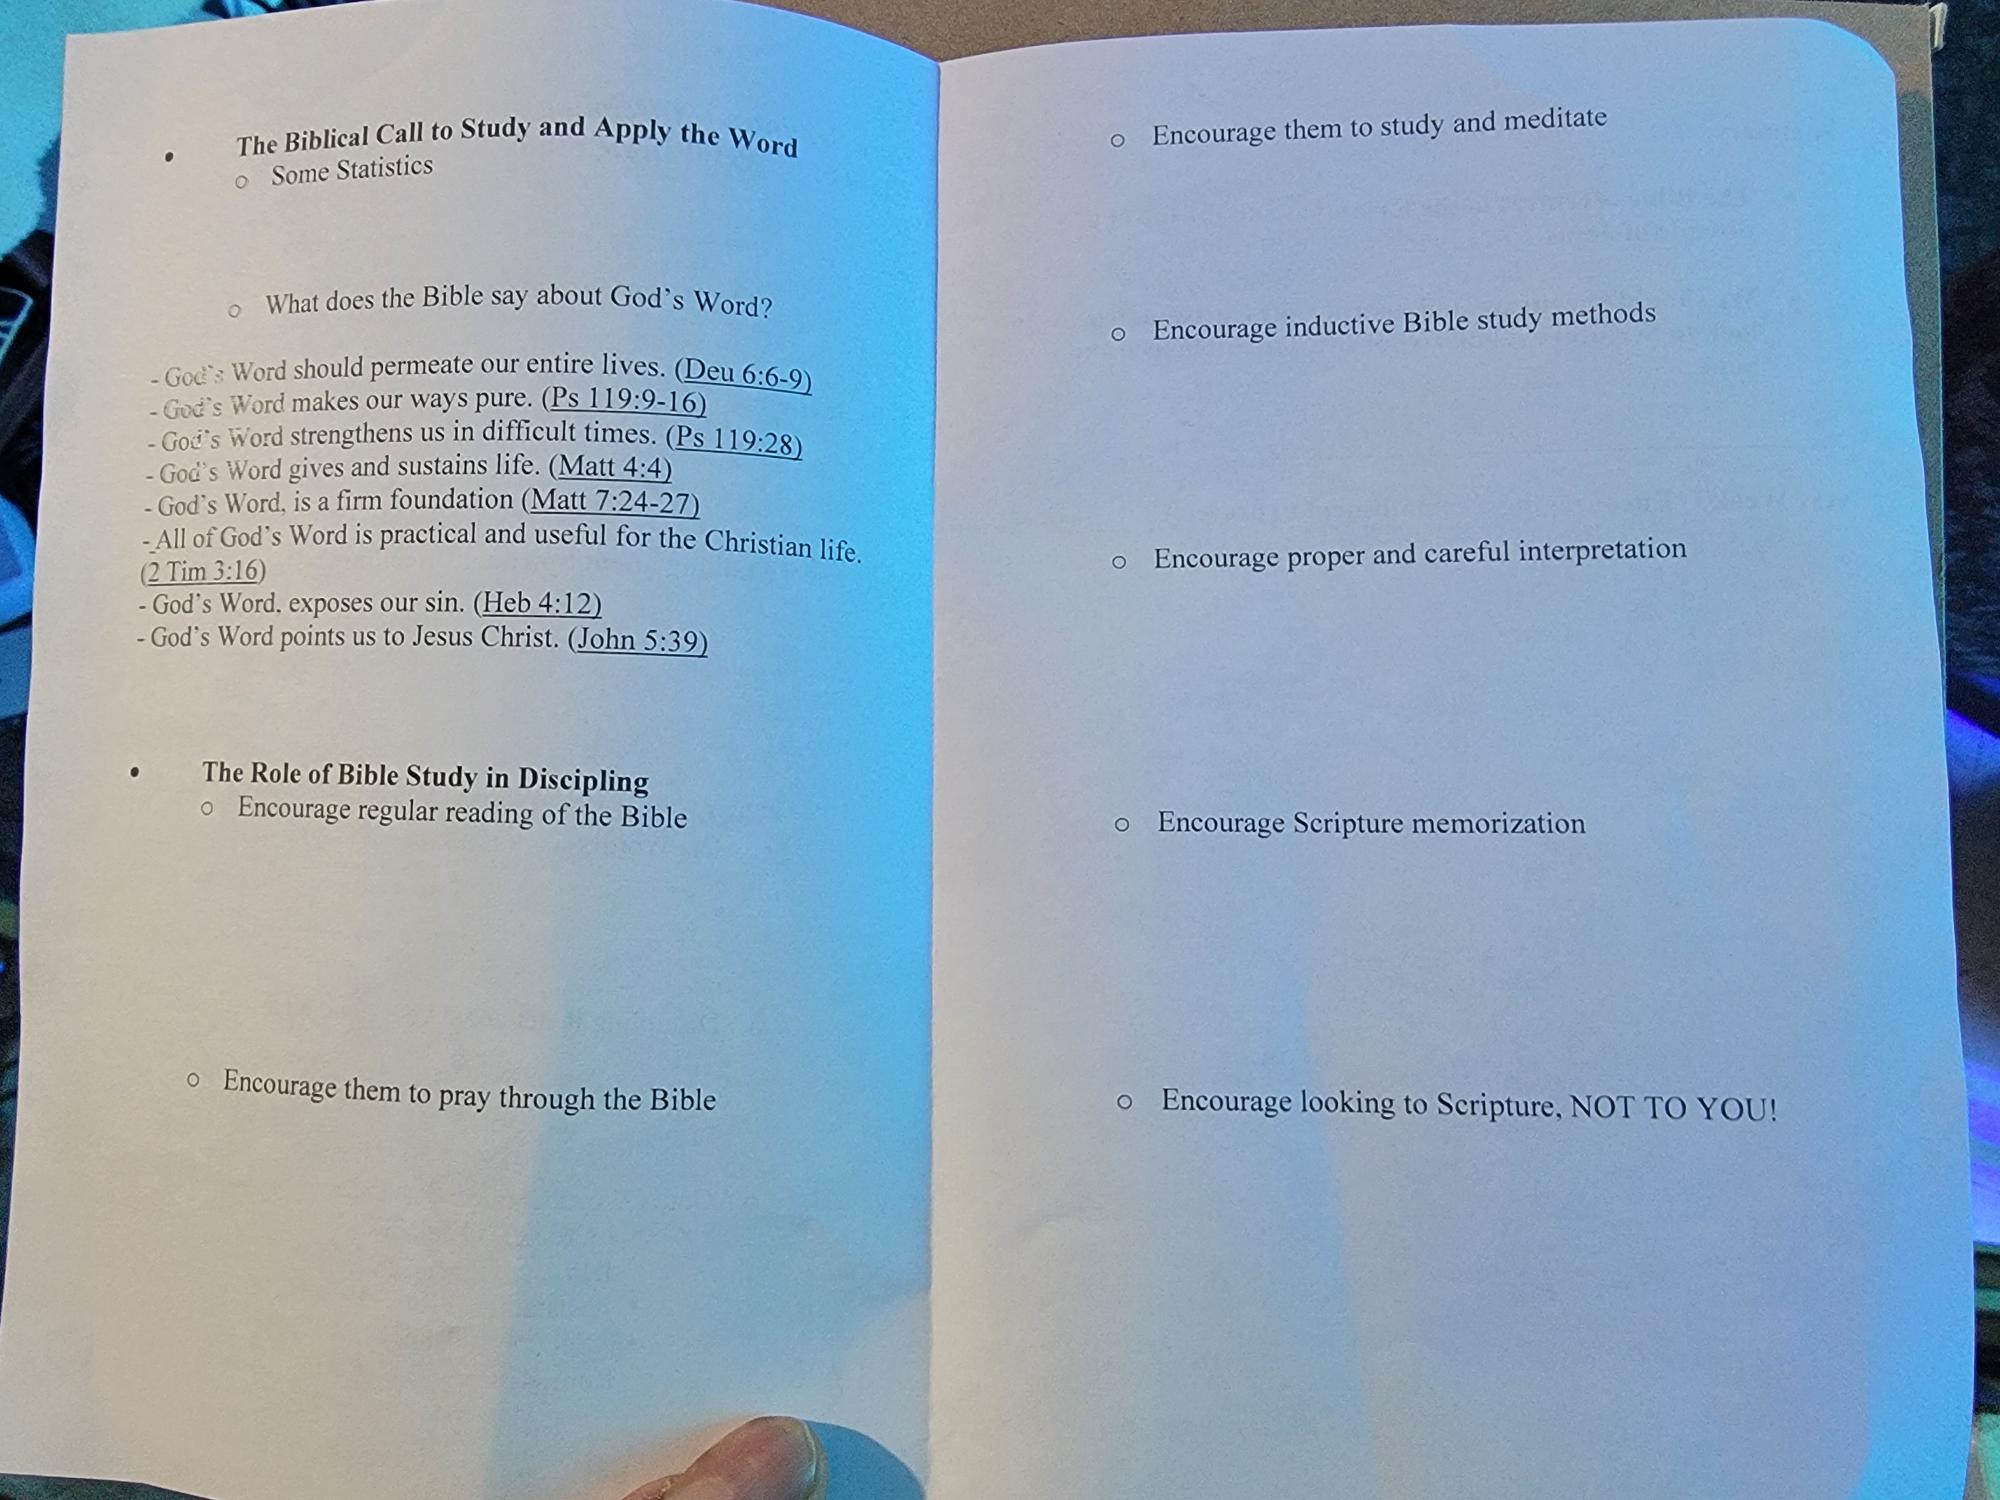 • The Biblical Call to Study and Apply the Word
○ Some Statistics
○ What does the Bible say about God's Word?
- God's Word should permeate our entire lives. (Deu 6:6-9)
- God's Word makes our ways pure. (Ps 119:9-16)
- God's Word strengthens us in difficult times. (Ps 119:28)
- God's Word gives and sustains life. (Matt 4:4)
- God's Word, is a firm foundation (Matt 7:24-27)
- All of God's Word is practical and useful for the Christian life.
(2 Tim 3:16)
- God's Word, exposes our sin. (Heb 4:12)
- God's Word points us to Jesus Christ. (John 5:39)
• The Role of Bible Study in Discipling
○ Encourage regular reading of the Bible
○ Encourage them to pray through the Bible
○ Encourage them to study and meditate
○ Encourage inductive Bible study methods
○ Encourage proper and careful interpretation
○ Encourage Scripture memorization
○ Encourage looking to Scripture, NOT TO YOU!